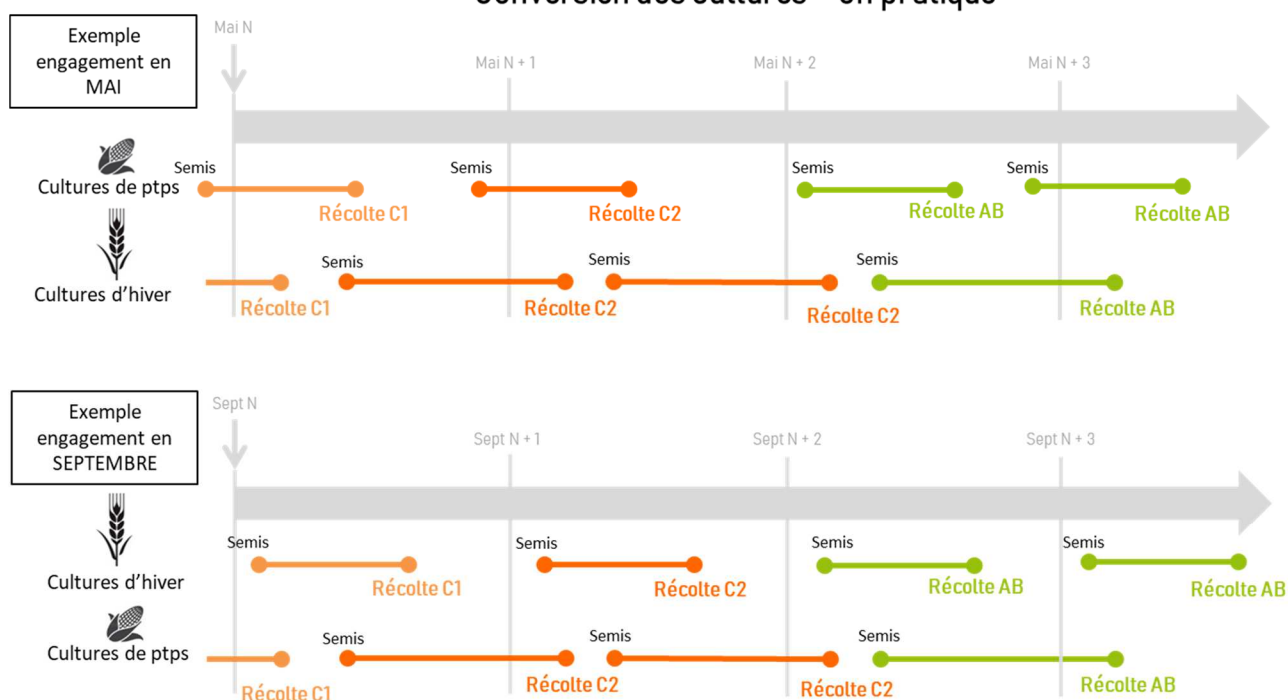 Conversion des cultures – en pratique
Exemple
engagement en
MAI
Mai N
Mai N + 1
Mai N + 2
Mai N + 3
Semis
Semis
Semis
Semis
Cultures de ptps
Récolte C1
Récolte C2
Récolte AB
Récolte AB
Semis
Semis
Semis
Cultures d'hiver
Récolte C1
Récolte C2
Récolte C2
Récolte AB
Exemple
engagement en
SEPTEMBRE
Sept N
Sept N + 1
Sept N + 2
Sept N + 3
Semis
Semis
Semis
Semis
Cultures d'hiver
Récolte C1
Récolte C2
Récolte AB
Récolte AB
Semis
Semis
Semis
Cultures de ptps
Récolte C1
Récolte C2
Récolte C2
Récolte AB